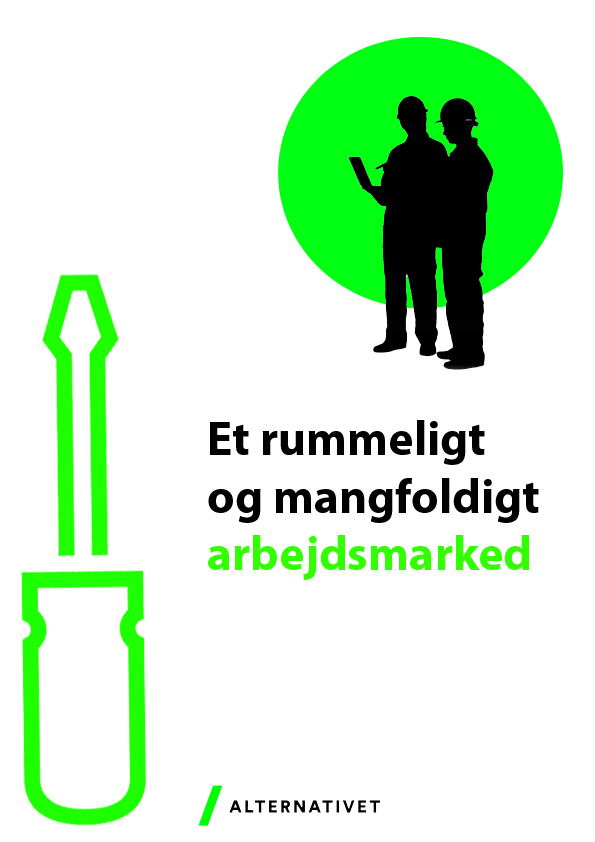 Et rummeligt
og mangfoldigt
arbejdsmarked
ALTERNATIVET